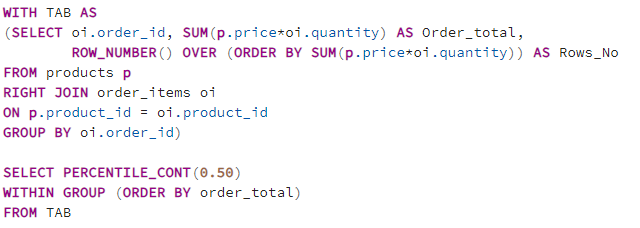 WITH TAB AS
(SELECT oi.order_id, SUM(p.price*oi.quantity) AS Order_total,
ROW_NUMBER() OVER (ORDER BY SUM(p.price*oi.quantity)) AS Rows_No
FROM products p
RIGHT JOIN order_items oi
ON p.product_id = oi.product_id
GROUP BY oi.order_id)

SELECT PERCENTILE_CONT(0.50)
WITHIN GROUP (ORDER BY order_total)
FROM TAB